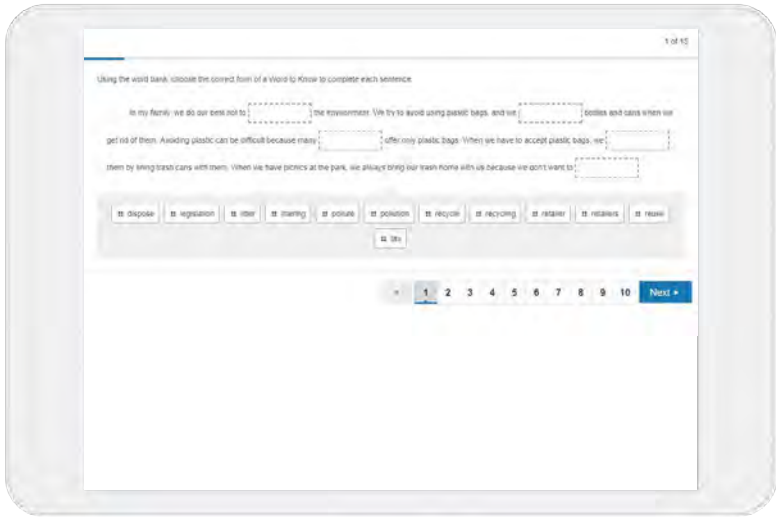 1 of 15
Using the word bank, choose the correct form of a Word to Know to complete each sentence.
In my family, we do our best not to the environment. We try to avoid using plastic bags, and we bottles and cans when we
get rid of them. Avoiding plastic can be difficult because many offer only plastic bags. When we have to accept plastic bags, we
them by lining trash cans with them. When we have picnics at the park, we always bring our trash home with us because we don't want to
dispose legislation litter littering pollute pollution recycle recycling retailer retailers reuse
1 2 3 4 5 6 7 8 9 10 Next